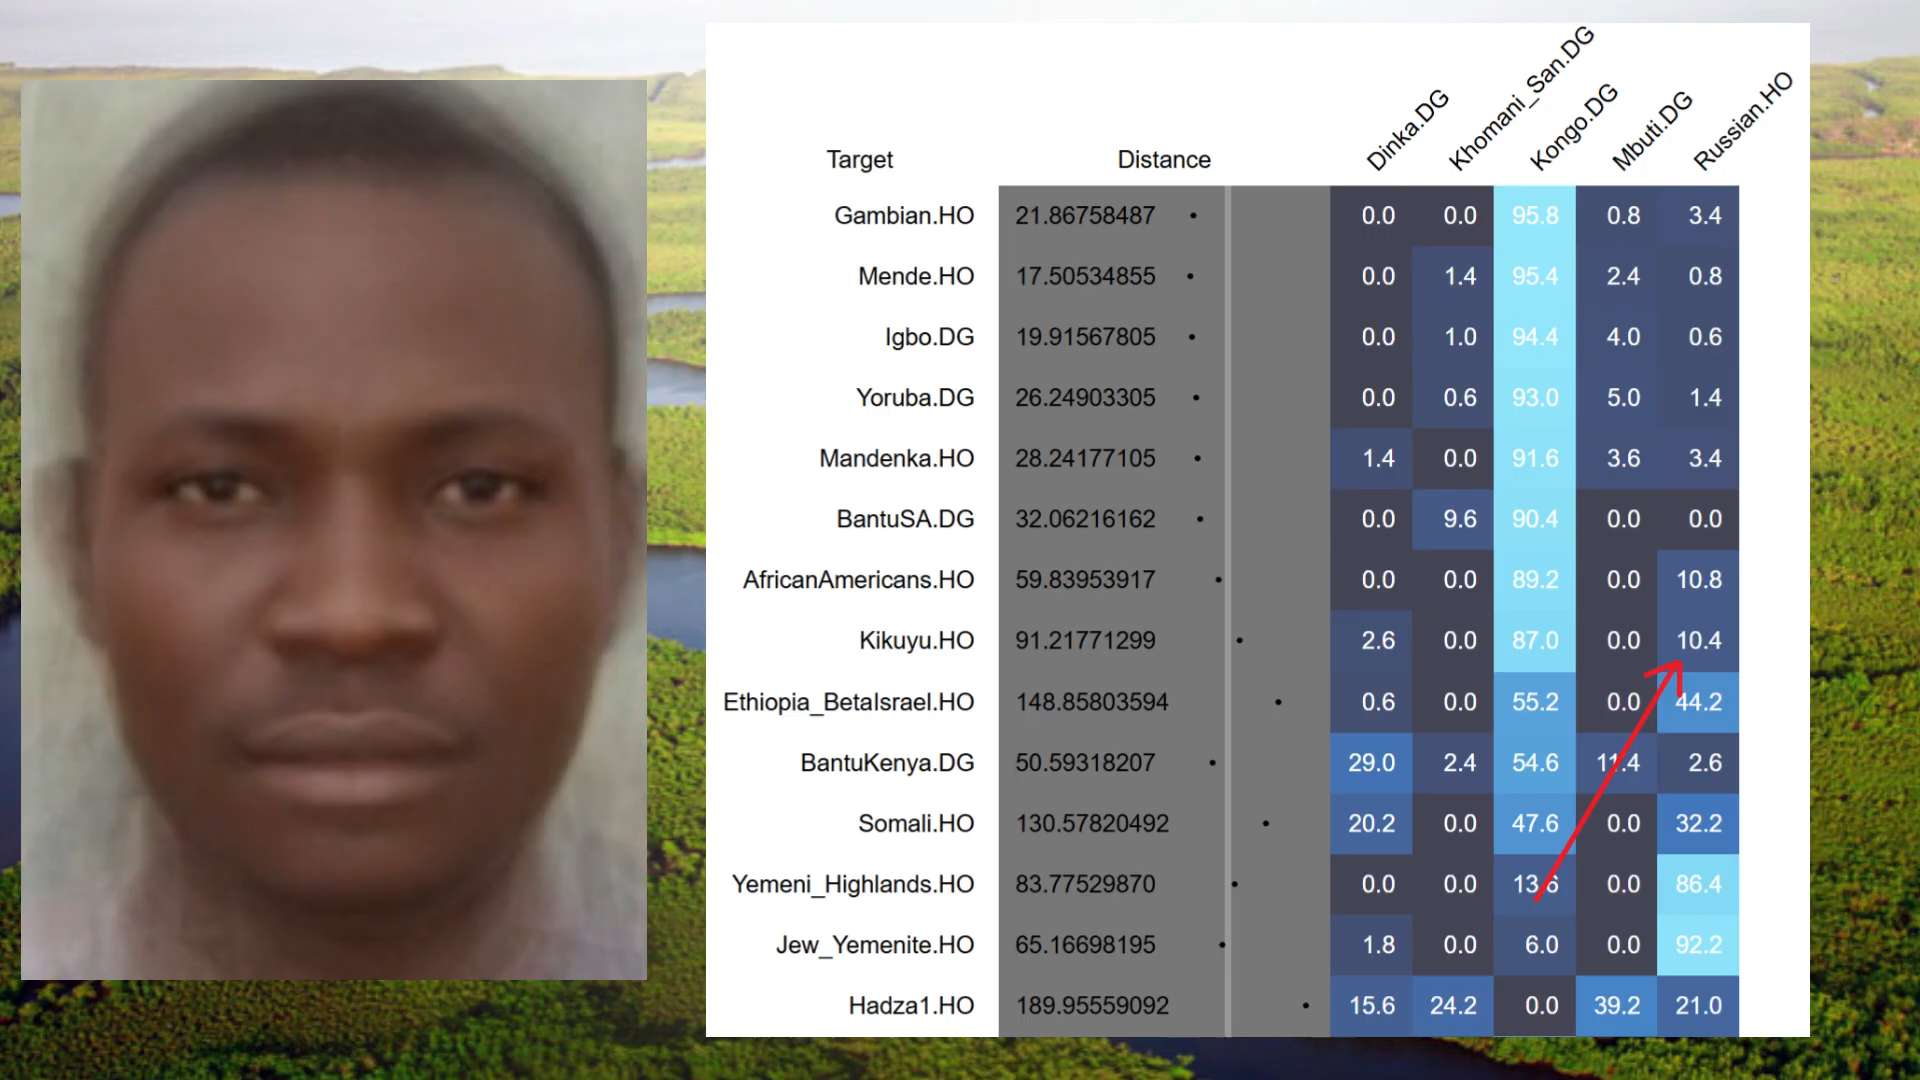 Target Distance Dinka.DG Khomani_San.DG Kongo.DG Mbuti.DG Russian.HO
Gambian.HO 21.86758487 0.0 0.0 95.8 0.8 3.4
Mende.HO 17.50534855 0.0 1.4 95.4 2.4 0.8
Igbo.DG 19.91567805 0.0 1.0 94.4 4.0 0.6
Yoruba.DG 26.24903305 0.0 0.6 93.0 5.0 1.4
Mandenka.HO 28.24177105 1.4 0.0 91.6 3.6 3.4
BantuSA.DG 32.06216162 0.0 9.6 90.4 0.0 0.0
AfricanAmericans.HO 59.83953917 0.0 0.0 89.2 0.0 10.8
Kikuyu.HO 91.21771299 2.6 0.0 87.0 0.0 10.4
Ethiopia_BetaIsrael.HO 148.85803594 0.6 0.0 55.2 0.0 44.2
BantuKenya.DG 50.59318207 29.0 2.4 54.6 11.4 2.6
Somali.HO 130.57820492 20.2 0.0 47.6 0.0 32.2
Yemeni_Highlands.HO 83.77529870 0.0 0.0 13.6 0.0 86.4
Jew_Yemenite.HO 65.16698195 1.8 0.0 6.0 0.0 92.2
Hadza1.HO 189.95559092 15.6 24.2 0.0 39.2 21.0